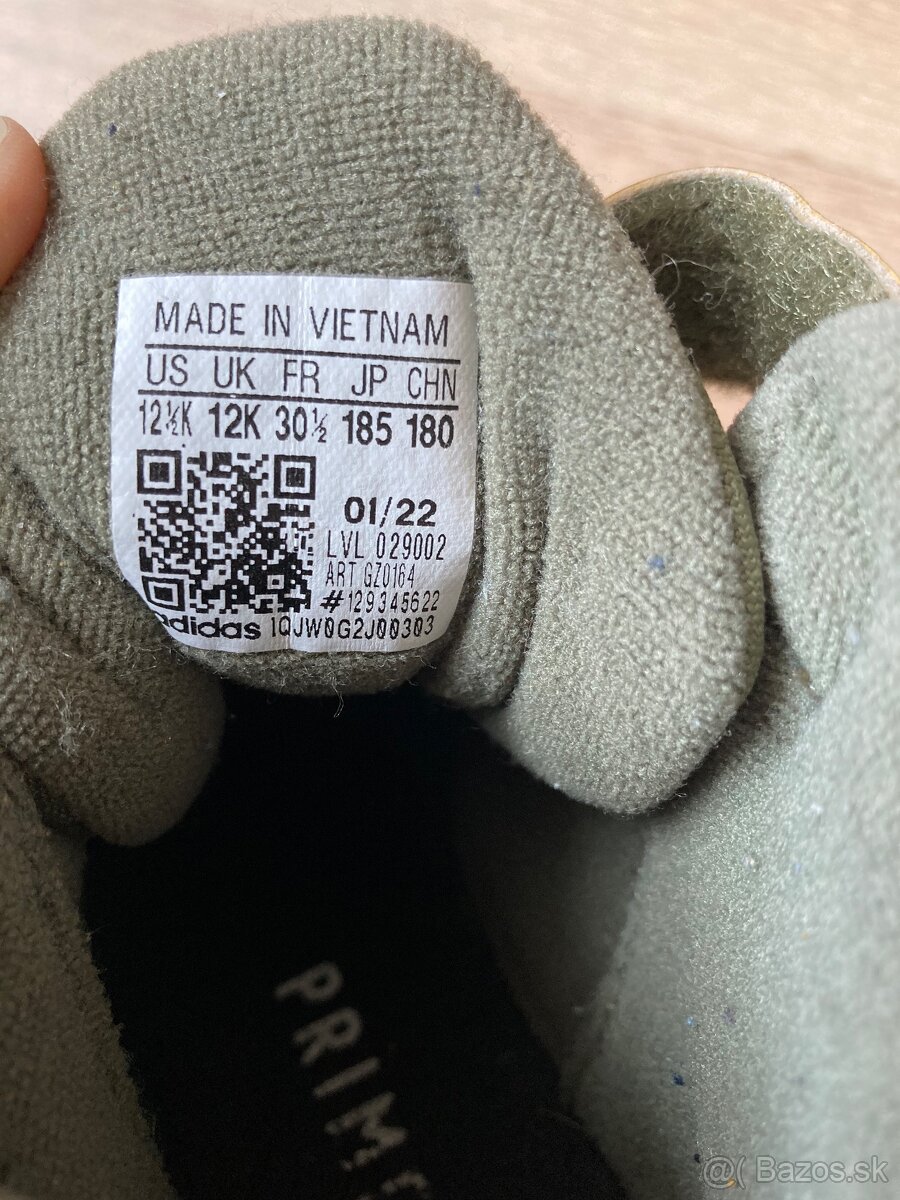 MADE IN VIETNAM
US UK FR JP CHN
12½K 12K 30½ 185 180
01/22
LVL 029002
ART GZ0164
#129345622
adidas 1QJW0G2J00303
PRIM
@( Bazos.sk